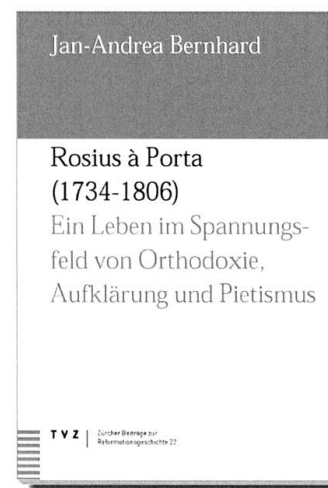 Jan-Andrea Bernhard
Rosius à Porta
(1734-1806)
Ein Leben im Spannungs-
feld von Orthodoxie,
Aufklärung und Pietismus
T V Z
Zürcher Beiträge zur
Reformationsgeschichte 22